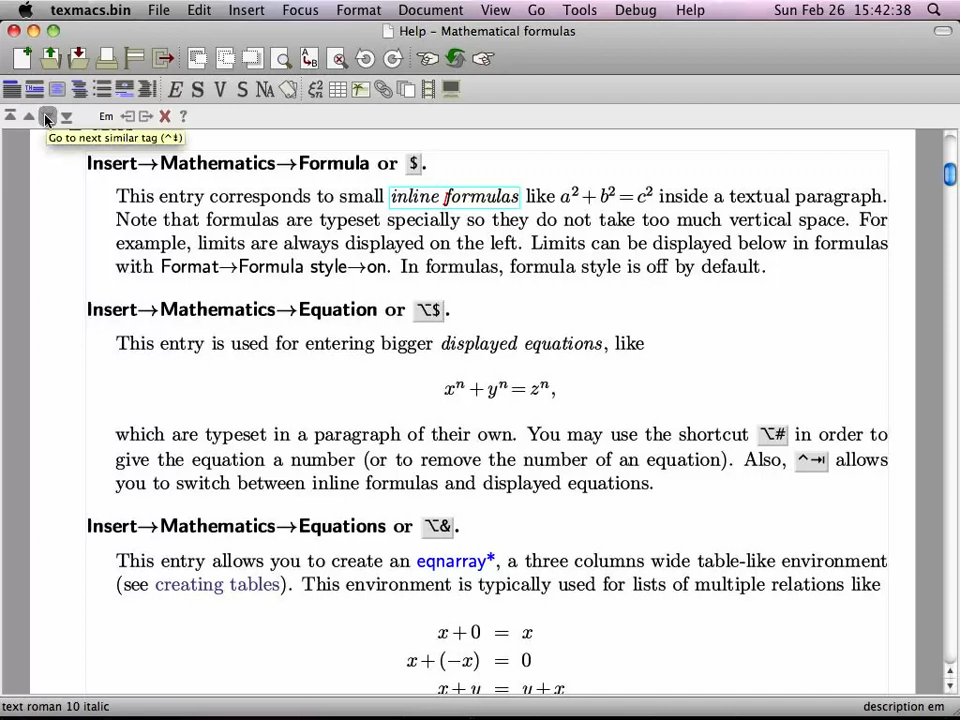 texmacs.bin File Edit Insert Focus Format Document View Go Tools Debug Help Sun Feb 26 15:42:38
Help - Mathematical formulas
E S V S NA
Em ?
Go to next similar tag (^⇟)
Insert→Mathematics→Formula or $.
This entry corresponds to small inline formulas like a² + b² = c² inside a textual paragraph.
Note that formulas are typeset specially so they do not take too much vertical space. For
example, limits are always displayed on the left. Limits can be displayed below in formulas
with Format→Formula style→on. In formulas, formula style is off by default.
Insert→Mathematics→Equation or ⌥$.
This entry is used for entering bigger displayed equations, like
xⁿ + yⁿ = zⁿ,
which are typeset in a paragraph of their own. You may use the shortcut ⌥# in order to
give the equation a number (or to remove the number of an equation). Also, ^⇥ allows
you to switch between inline formulas and displayed equations.
Insert→Mathematics→Equations or ⌥&.
This entry allows you to create an eqnarray*, a three columns wide table-like environment
(see creating tables). This environment is typically used for lists of multiple relations like
x + 0 = x
x + (−x) = 0
x + y = y + x
text roman 10 italic description em